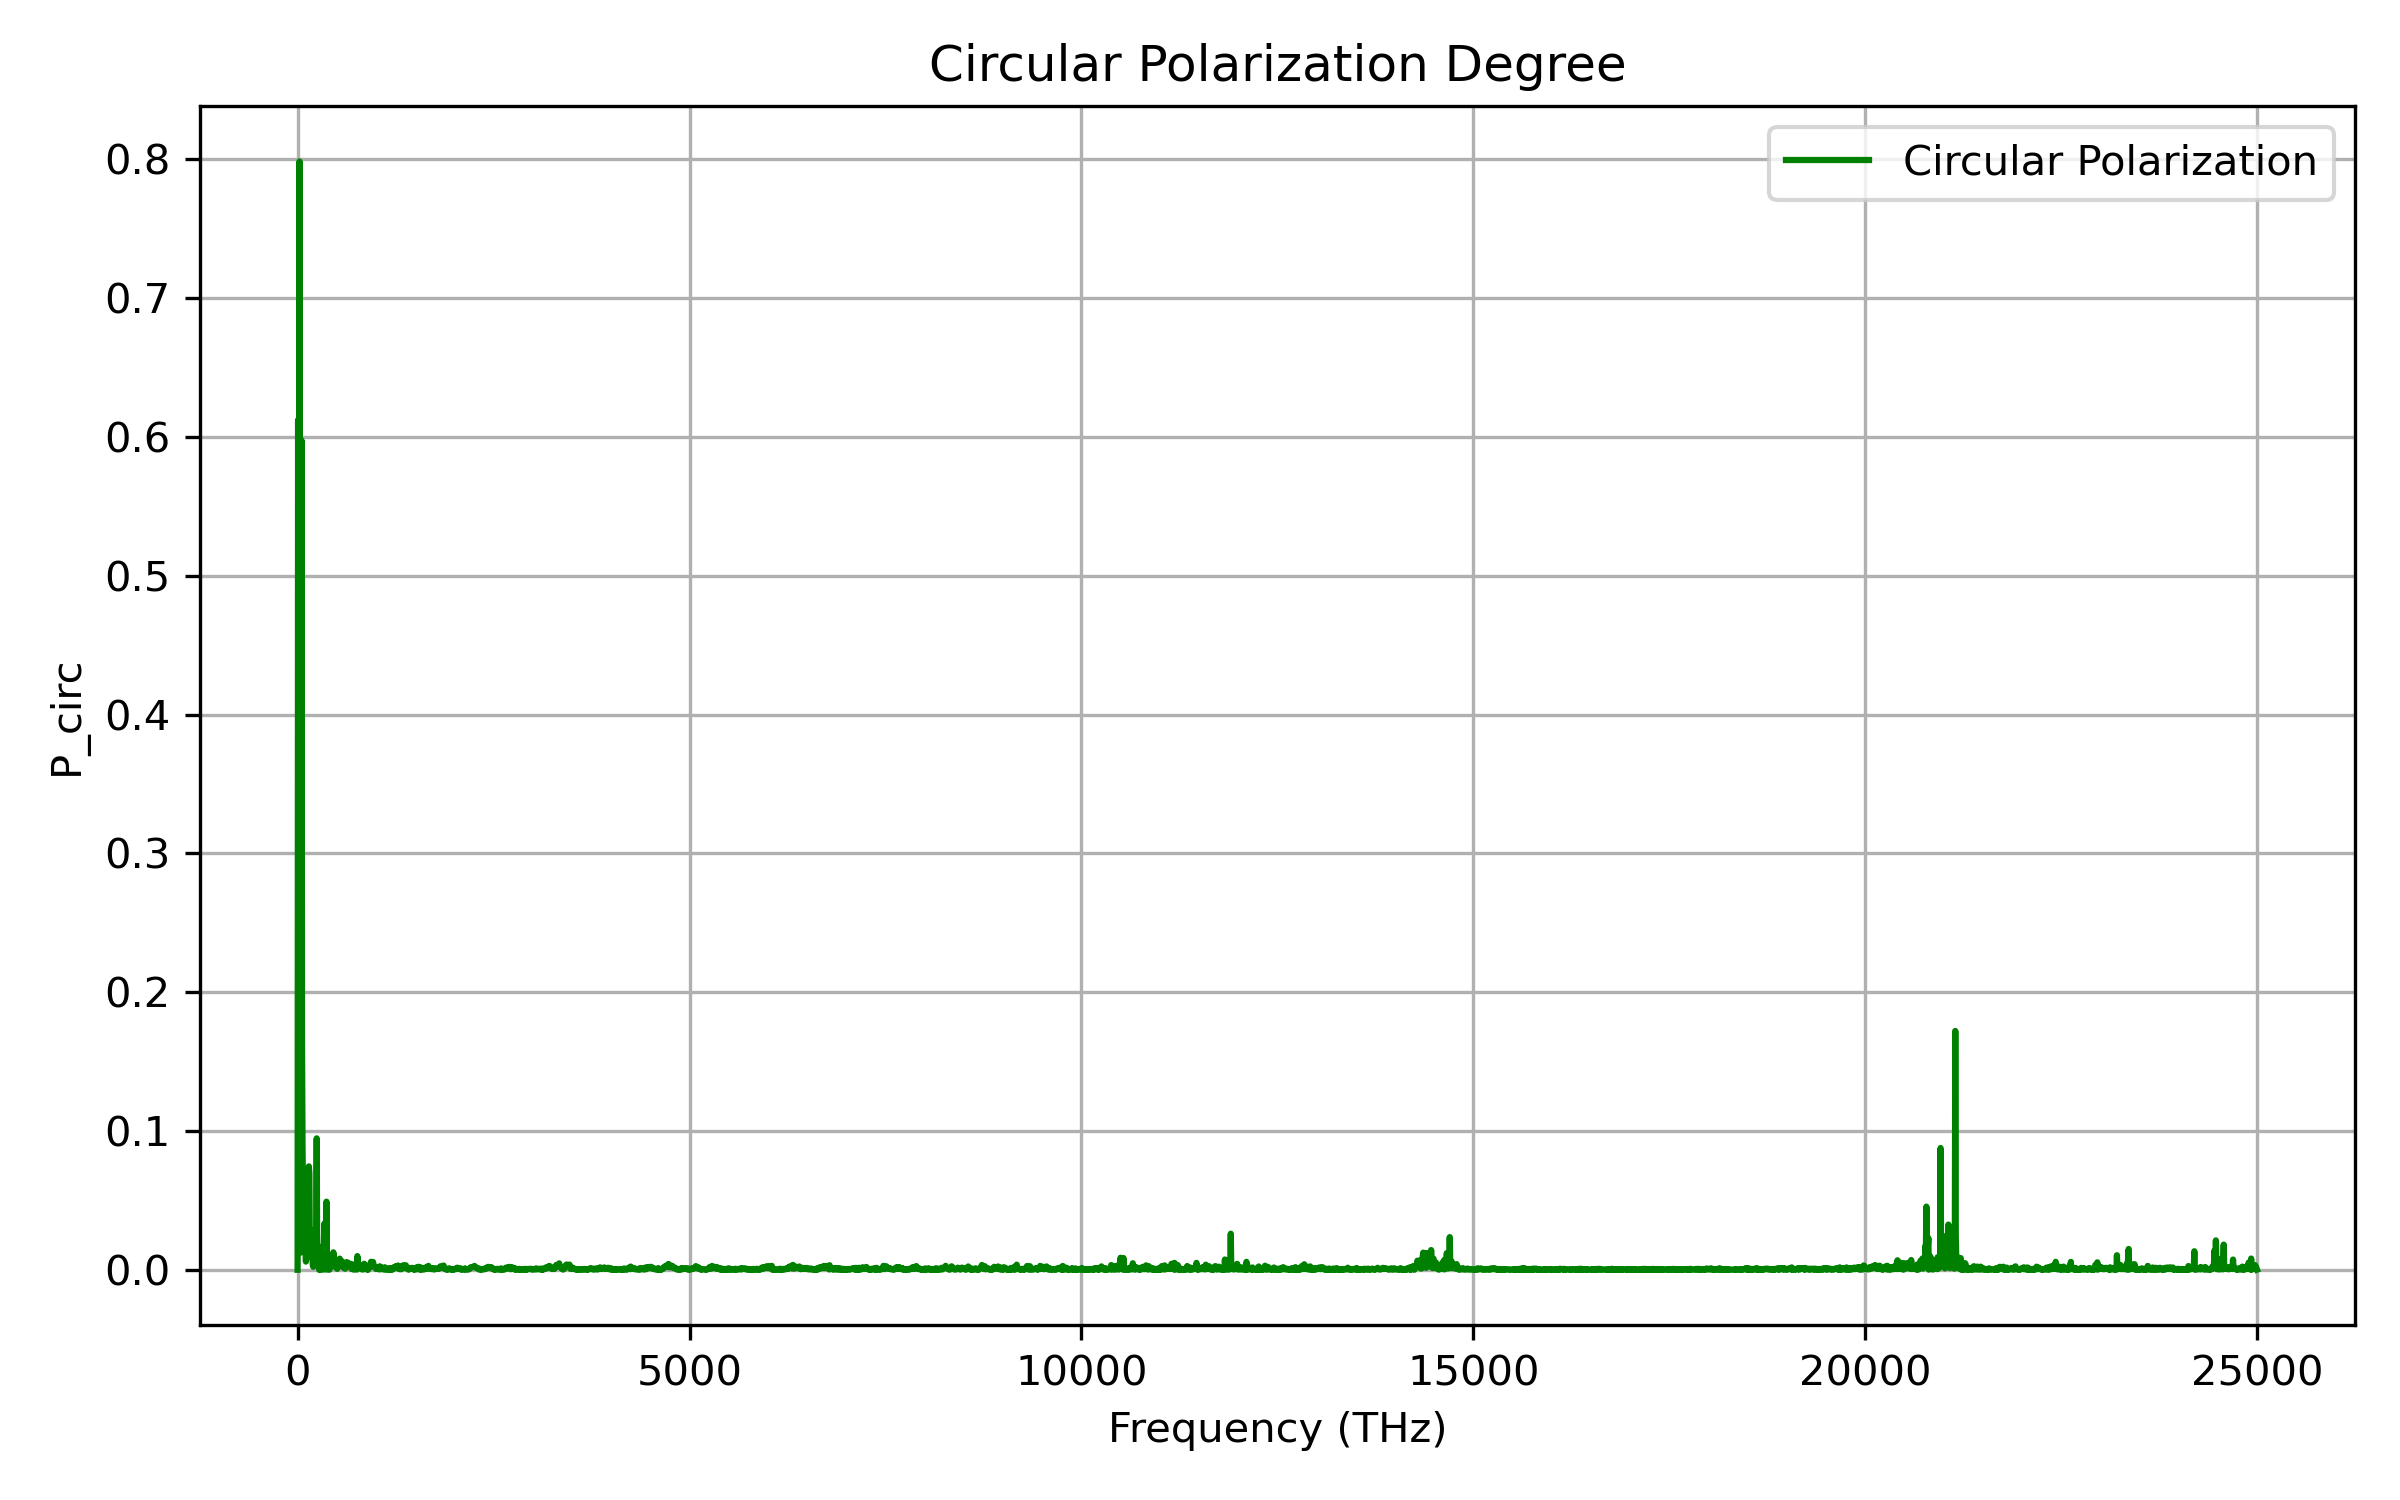 Circular Polarization Degree
Circular Polarization
0.8
0.7
0.6
0.5
0.4
0.3
0.2
0.1
0.0
P_circ
0 5000 10000 15000 20000 25000
Frequency (THz)